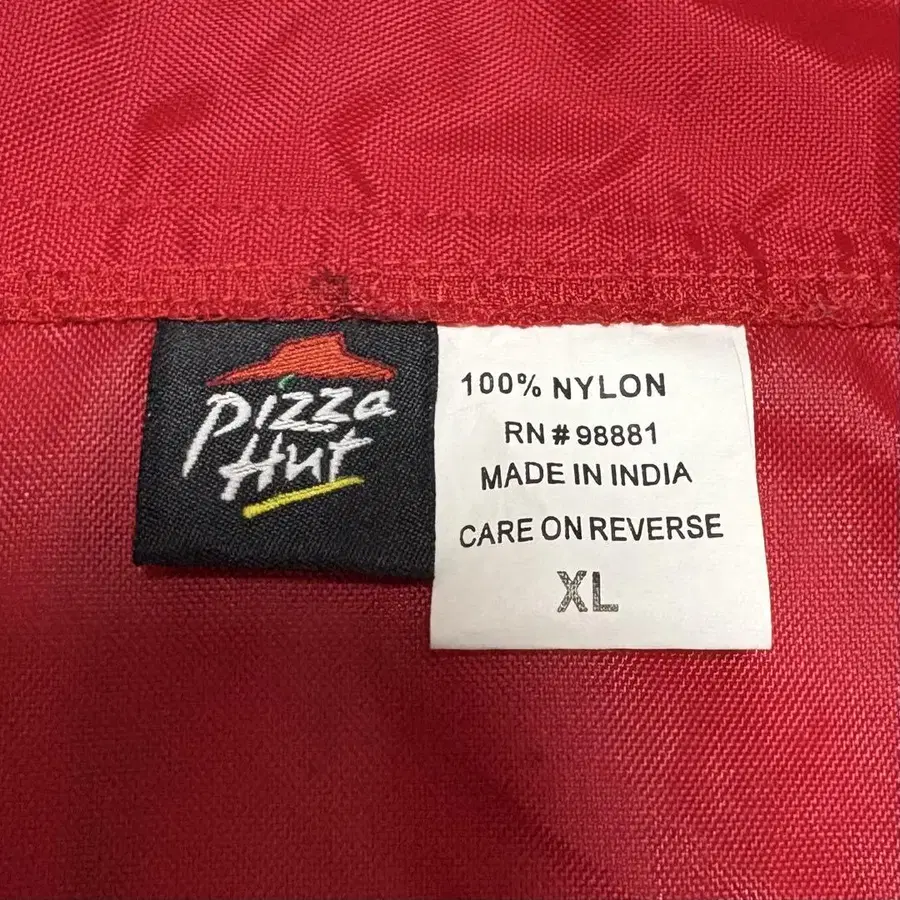 Pizza
Hut
100% NYLON
RN#98881
MADE IN INDIA
CARE ON REVERSE
XL